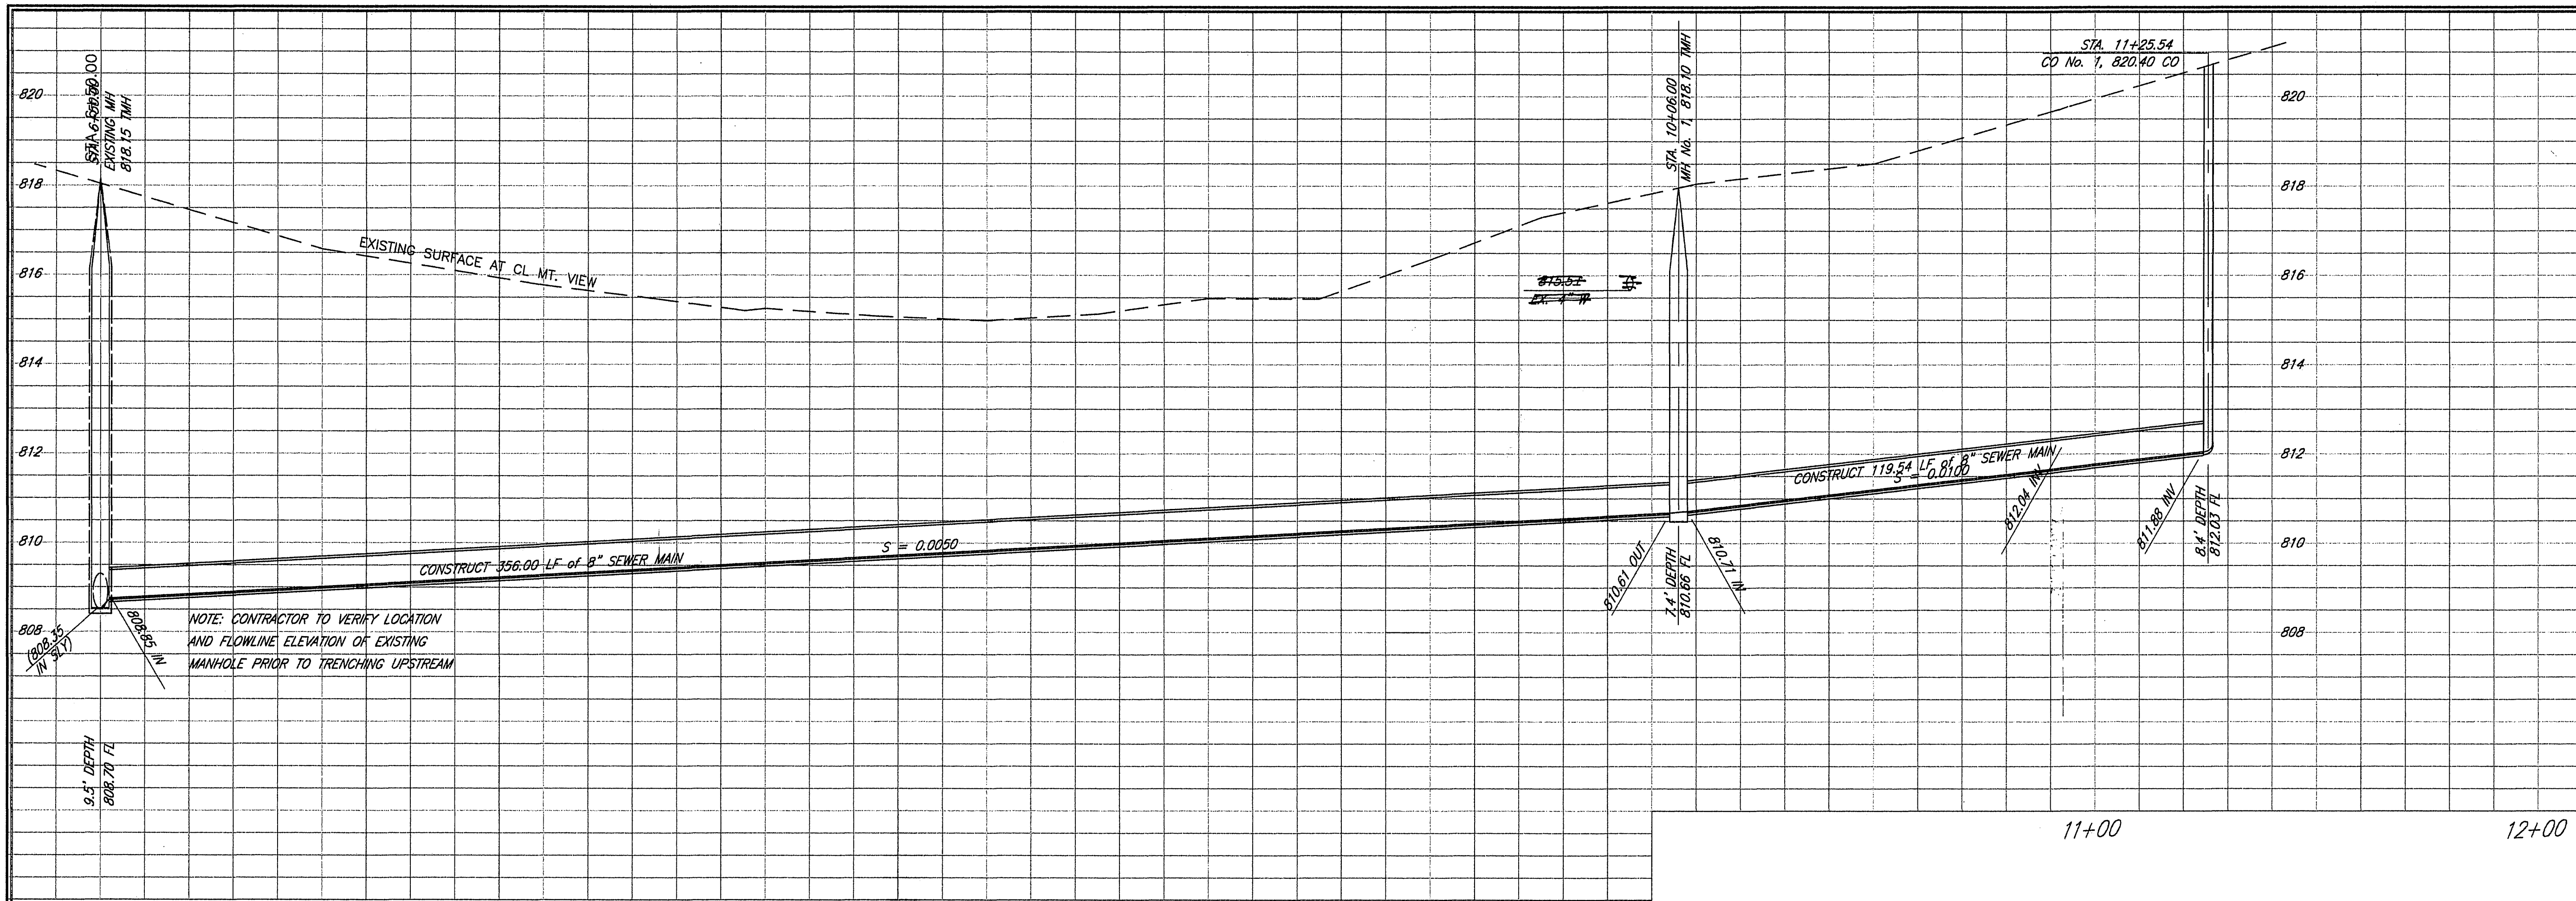 820
818
816
814
812
810
808
EXISTING MH
818.15 TMH
EXISTING SURFACE AT CL MT. VIEW
STA. 10+06.00
MH No. 1, 818.10 TMH
STA. 11+25.54
CO No. 1, 820.40 CO
815.51
EX. 4" W
820
818
816
814
812
810
808
CONSTRUCT 356.00 LF of 8" SEWER MAIN
S = 0.0050
CONSTRUCT 119.54 LF of 8" SEWER MAIN
S = 0.0100
(808.35
IN SLY)
808.85 IN
NOTE: CONTRACTOR TO VERIFY LOCATION
AND FLOWLINE ELEVATION OF EXISTING
MANHOLE PRIOR TO TRENCHING UPSTREAM
9.5' DEPTH
808.70 FL
810.61 OUT
7.4' DEPTH
810.66 FL
810.71 IN
812.04 INV
811.88 INV
8.4' DEPTH
812.03 FL
11+00
12+00